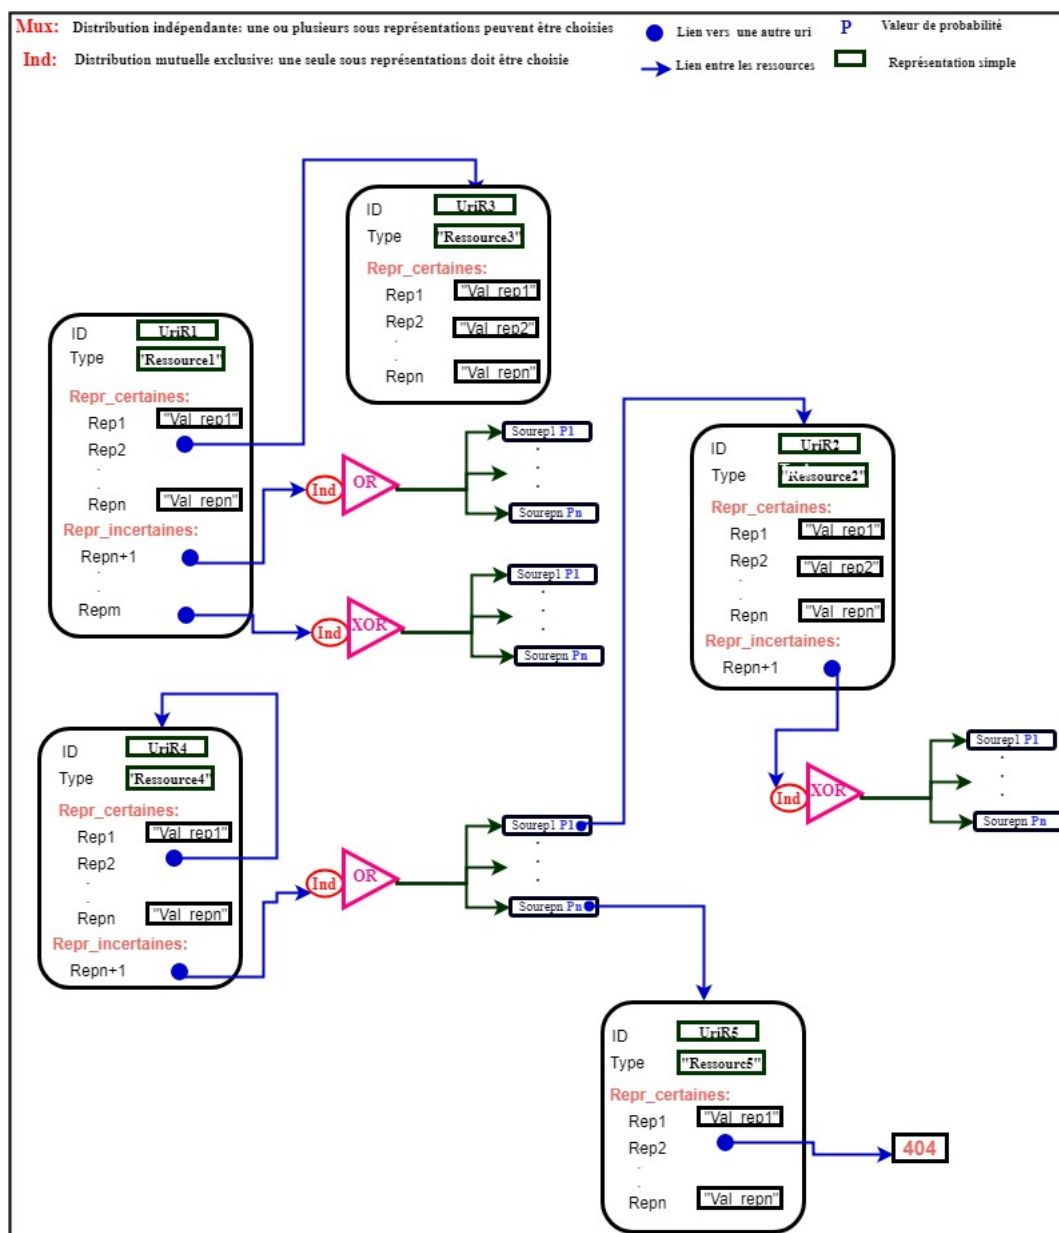 Mux: Distribution indépendante: une ou plusieurs sous représentations peuvent être choisies
Ind: Distribution mutuelle exclusive: une seule sous représentations doit être choisie
Lien vers une autre uri
Lien entre les ressources
P Valeur de probabilité
Représentation simple
ID UriR3
Type "Ressource3"
Repr_certaines:
Rep1 "Val_rep1"
Rep2 "Val_rep2"
.
.
Repn "Val_repn"
ID UriR1
Type "Ressource1"
Repr_certaines:
Rep1 "Val_rep1"
Rep2
.
.
Repn "Val_repn"
Repr_incertaines:
Repn+1
.
.
Repm
Ind OR
Sourep1 P1
Sourepn Pn
Ind XOR
Sourep1 P1
Sourepn Pn
ID UriR2
Type "Ressource2"
Repr_certaines:
Rep1 "Val_rep1"
Rep2 "Val_rep2"
.
.
Repn "Val_repn"
Repr_incertaines:
Repn+1
Ind XOR
Sourep1 P1
Sourepn Pn
ID UriR4
Type "Ressource4"
Repr_certaines:
Rep1 "Val_rep1"
Rep2
.
.
Repn "Val_repn"
Repr_incertaines:
Repn+1
Ind OR
Sourep1 P1
Sourepn Pn
ID UriR5
Type "Ressourc5"
Repr_certaines:
Rep1 "Val_rep1"
Rep2
.
.
Repn "Val_repn"
404